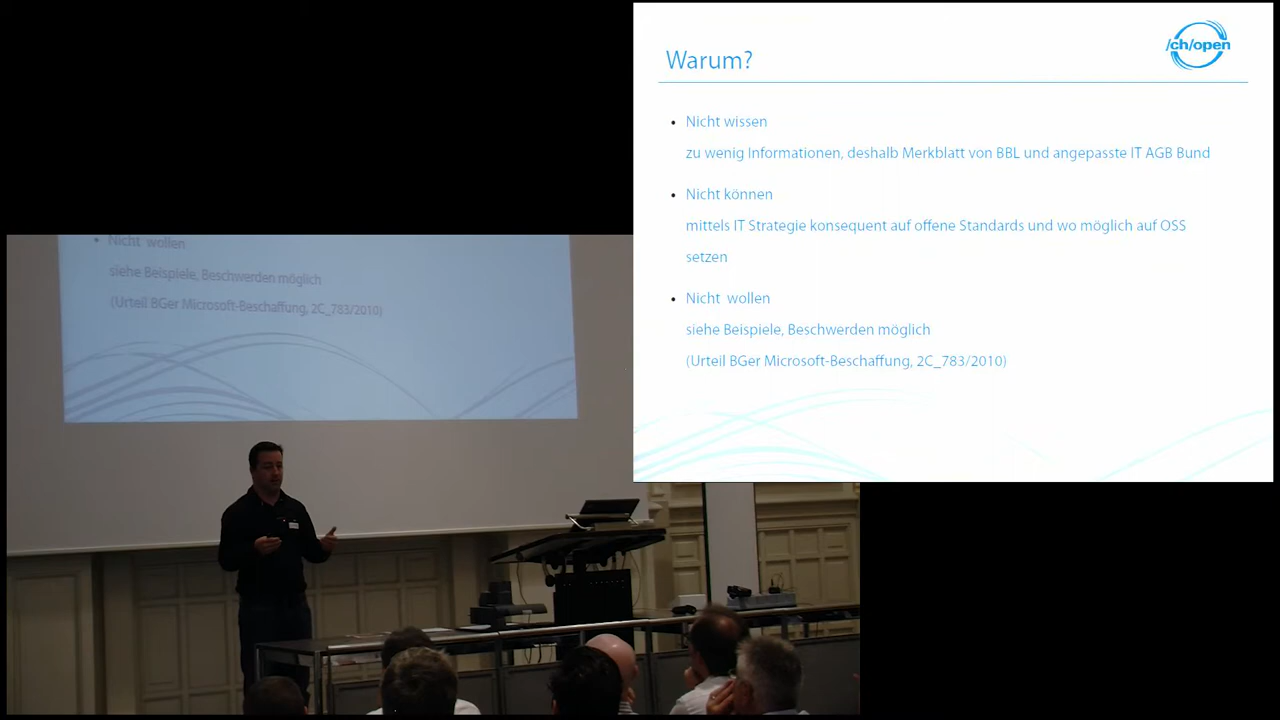 /ch/open
Warum?
• Nicht wissen
zu wenig Informationen, deshalb Merkblatt von BBL und angepasste IT AGB Bund
• Nicht können
mittels IT Strategie konsequent auf offene Standards und wo möglich auf OSS
setzen
• Nicht wollen
siehe Beispiele, Beschwerden möglich
(Urteil BGer Microsoft-Beschaffung, 2C_783/2010)
• Nicht wollen
siehe Beispiele, Beschwerden möglich
(Urteil BGer Microsoft-Beschaffung, 2C_783/2010)